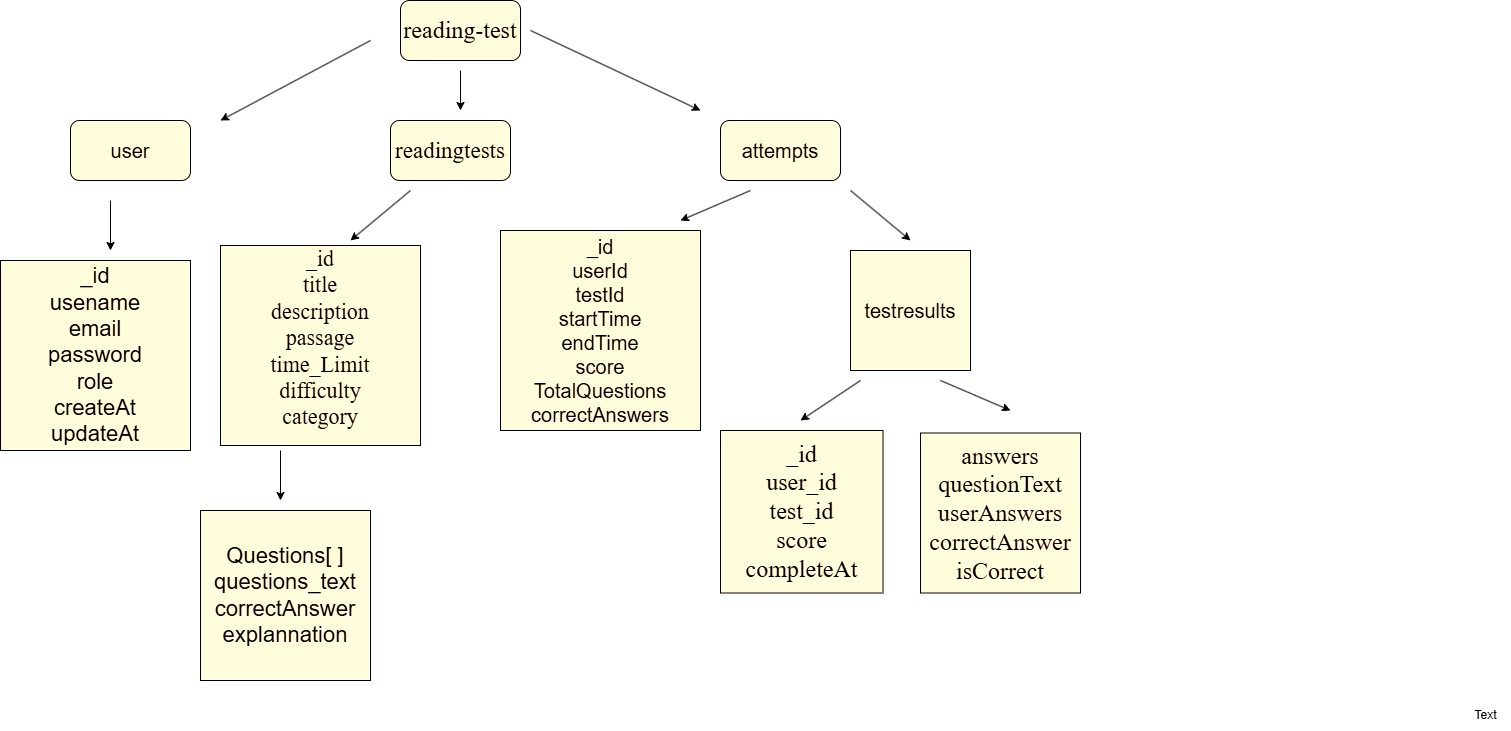 reading-test
user
readingtests
attempts
_id
usename
email
password
role
createAt
updateAt
_id
title
description
passage
time_Limit
difficulty
category
_id
userId
testId
startTime
endTime
score
TotalQuestions
correctAnswers
testresults
Questions[ ]
questions_text
correctAnswer
explannation
_id
user_id
test_id
score
completeAt
answers
questionText
userAnswers
correctAnswer
isCorrect
Text